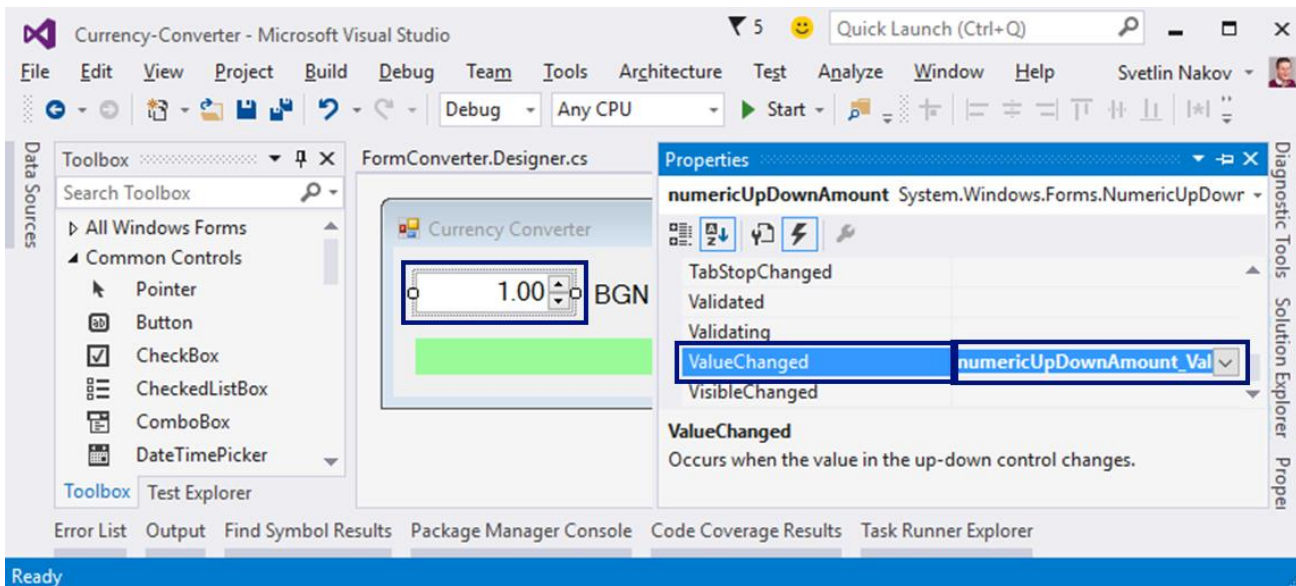 Currency-Converter - Microsoft Visual Studio
5
Quick Launch (Ctrl+Q)
File Edit View Project Build Debug Team Tools Architecture Test Analyze Window Help Svetlin Nakov
Debug Any CPU Start
Data Sources
Toolbox
Search Toolbox
All Windows Forms
Common Controls
Pointer
Button
CheckBox
CheckedListBox
ComboBox
DateTimePicker
Toolbox Test Explorer
FormConverter.Designer.cs
Currency Converter
1.00 BGN
Properties
numericUpDownAmount System.Windows.Forms.NumericUpDowr
TabStopChanged
Validated
Validating
ValueChanged numericUpDownAmount_Val
VisibleChanged
ValueChanged
Occurs when the value in the up-down control changes.
Diagnostic Tools
Solution Explorer
Proper
Error List Output Find Symbol Results Package Manager Console Code Coverage Results Task Runner Explorer
Ready